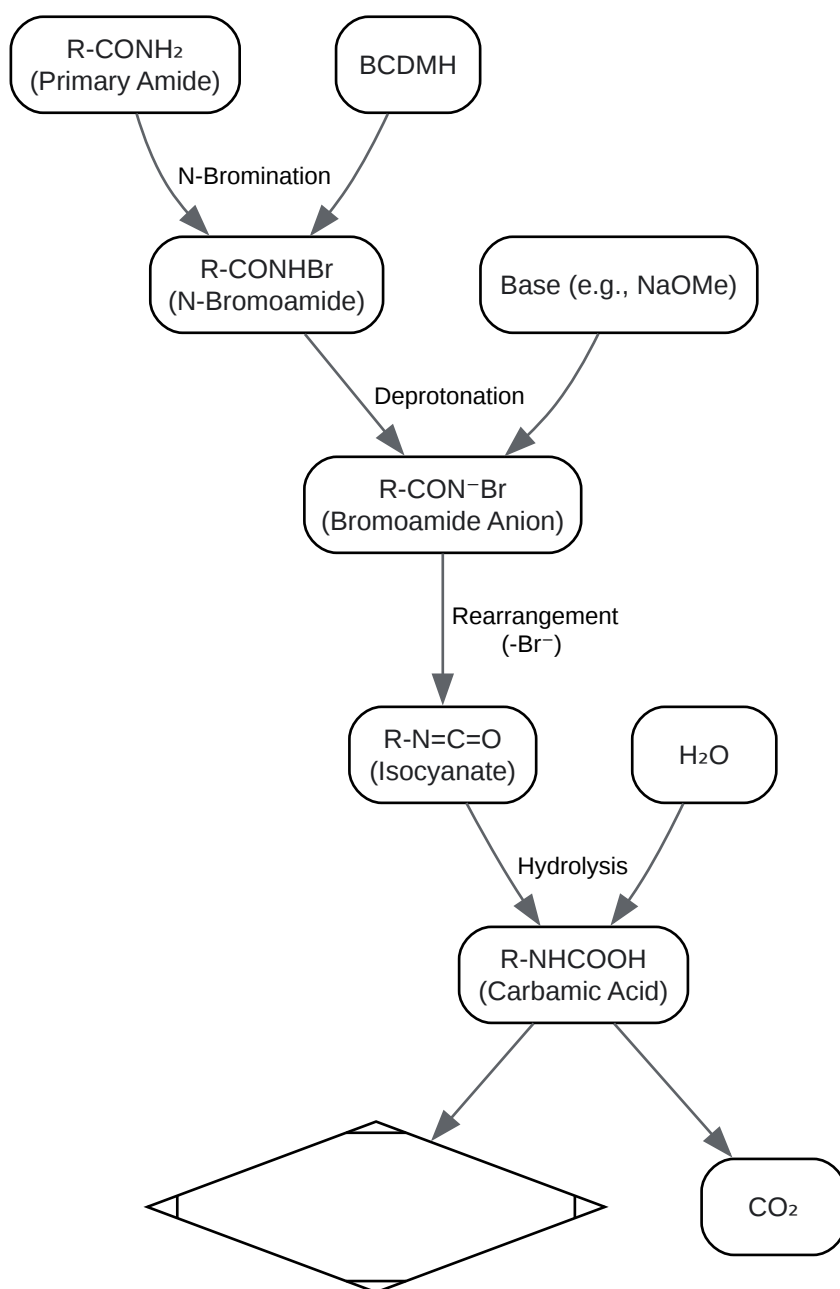 R-CONH₂
(Primary Amide)
BCDMH
N-Bromination
R-CONHBr
(N-Bromoamide)
Base (e.g., NaOMe)
Deprotonation
R-CON⁻Br
(Bromoamide Anion)
Rearrangement
(-Br⁻)
R-N=C=O
(Isocyanate)
H₂O
Hydrolysis
R-NHCOOH
(Carbamic Acid)
CO₂